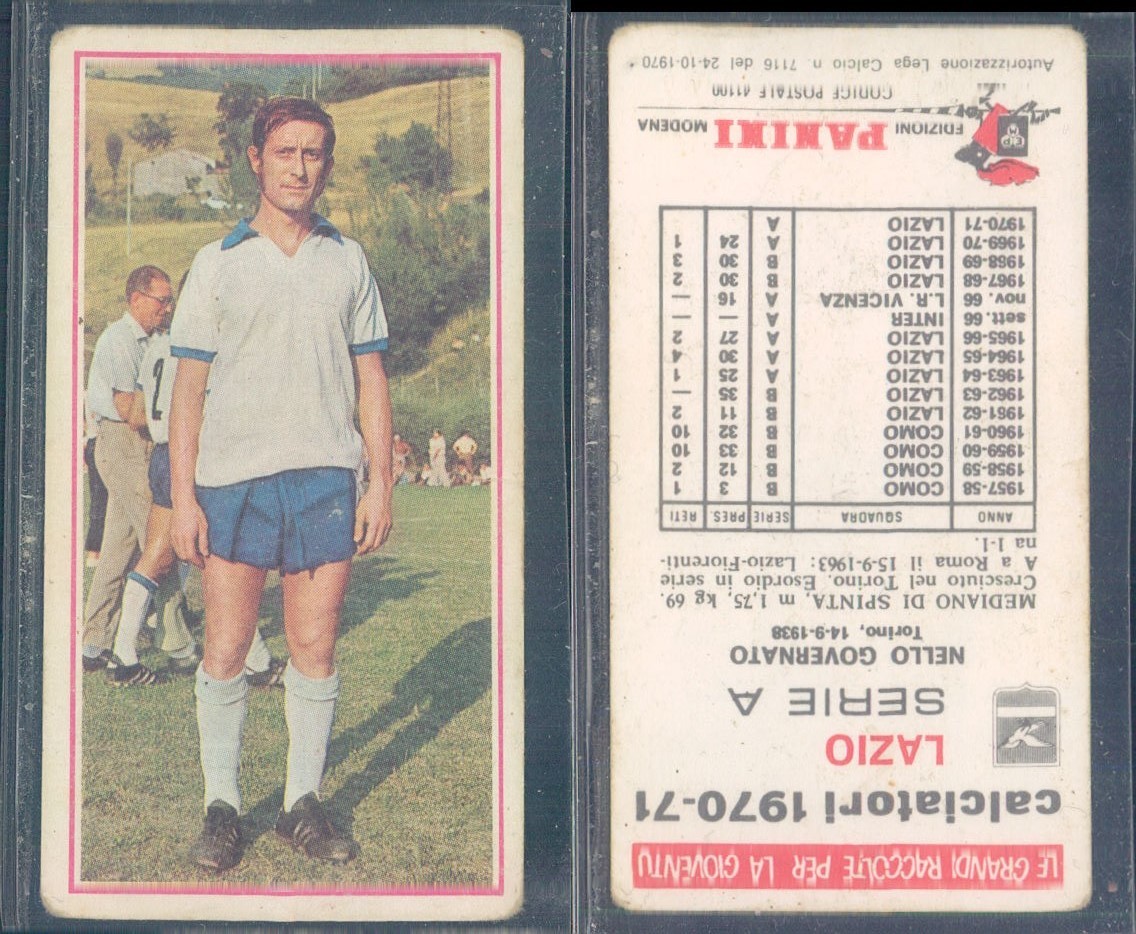 2
LE GRANDI RACCOLTE PER LA GIOVENTU
calciatori 1970-71
LAZIO
SERIE A
NELLO GOVERNATO
Torino, 14-9-1938
MEDIANO DI SPINTA, m 1,75, kg 69.
Cresciuto nel Torino. Esordio in serie
A a Roma il 15-9-1963: Lazio-Fiorenti-
na 1-1.
ANNO SQUADRA SERIE PRES. RETI
1957-58 COMO B 3 1
1958-59 COMO B 12 2
1959-60 COMO B 33 10
1960-61 COMO B 32 10
1961-62 LAZIO B 11 2
1962-63 LAZIO B 35 —
1963-64 LAZIO A 25 1
1964-65 LAZIO A 30 4
1965-66 LAZIO A 27 2
sett. 66 INTER A — —
nov. 66 L.R. VICENZA A 16 —
1967-68 LAZIO B 30 2
1968-69 LAZIO B 30 3
1969-70 LAZIO A 24 1
1970-71 LAZIO A
EDIZIONI PANINI MODENA
CODICE POSTALE 41100
Autorizzazione Lega Calcio n. 7116 del 24-10-1970